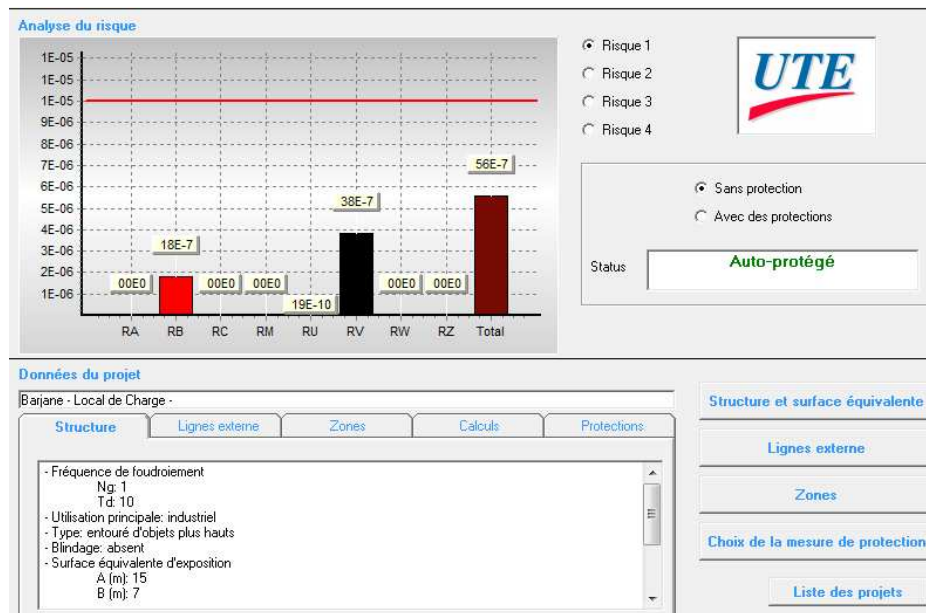 Analyse du risque
1E-05
1E-05
1E-05
9E-06
8E-06
7E-06
6E-06
5E-06
4E-06
3E-06
2E-06
1E-06
00E0
18E-7
00E0
00E0
19E-10
38E-7
00E0
00E0
56E-7
RA RB RC RM RU RV RW RZ Total
Risque 1
Risque 2
Risque 3
Risque 4
UTE
Sans protection
Avec des protections
Status
Auto-protégé
Données du projet
Barjane - Local de Charge -
Structure Lignes externe Zones Calculs Protections
- Fréquence de foudroiement
Ng: 1
Td: 10
- Utilisation principale: industriel
- Type: entouré d'objets plus hauts
- Blindage: absent
- Surface équivalente d'exposition
A (m): 15
B (m): 7
Structure et surface équivalente
Lignes externe
Zones
Choix de la mesure de protection
Liste des projets